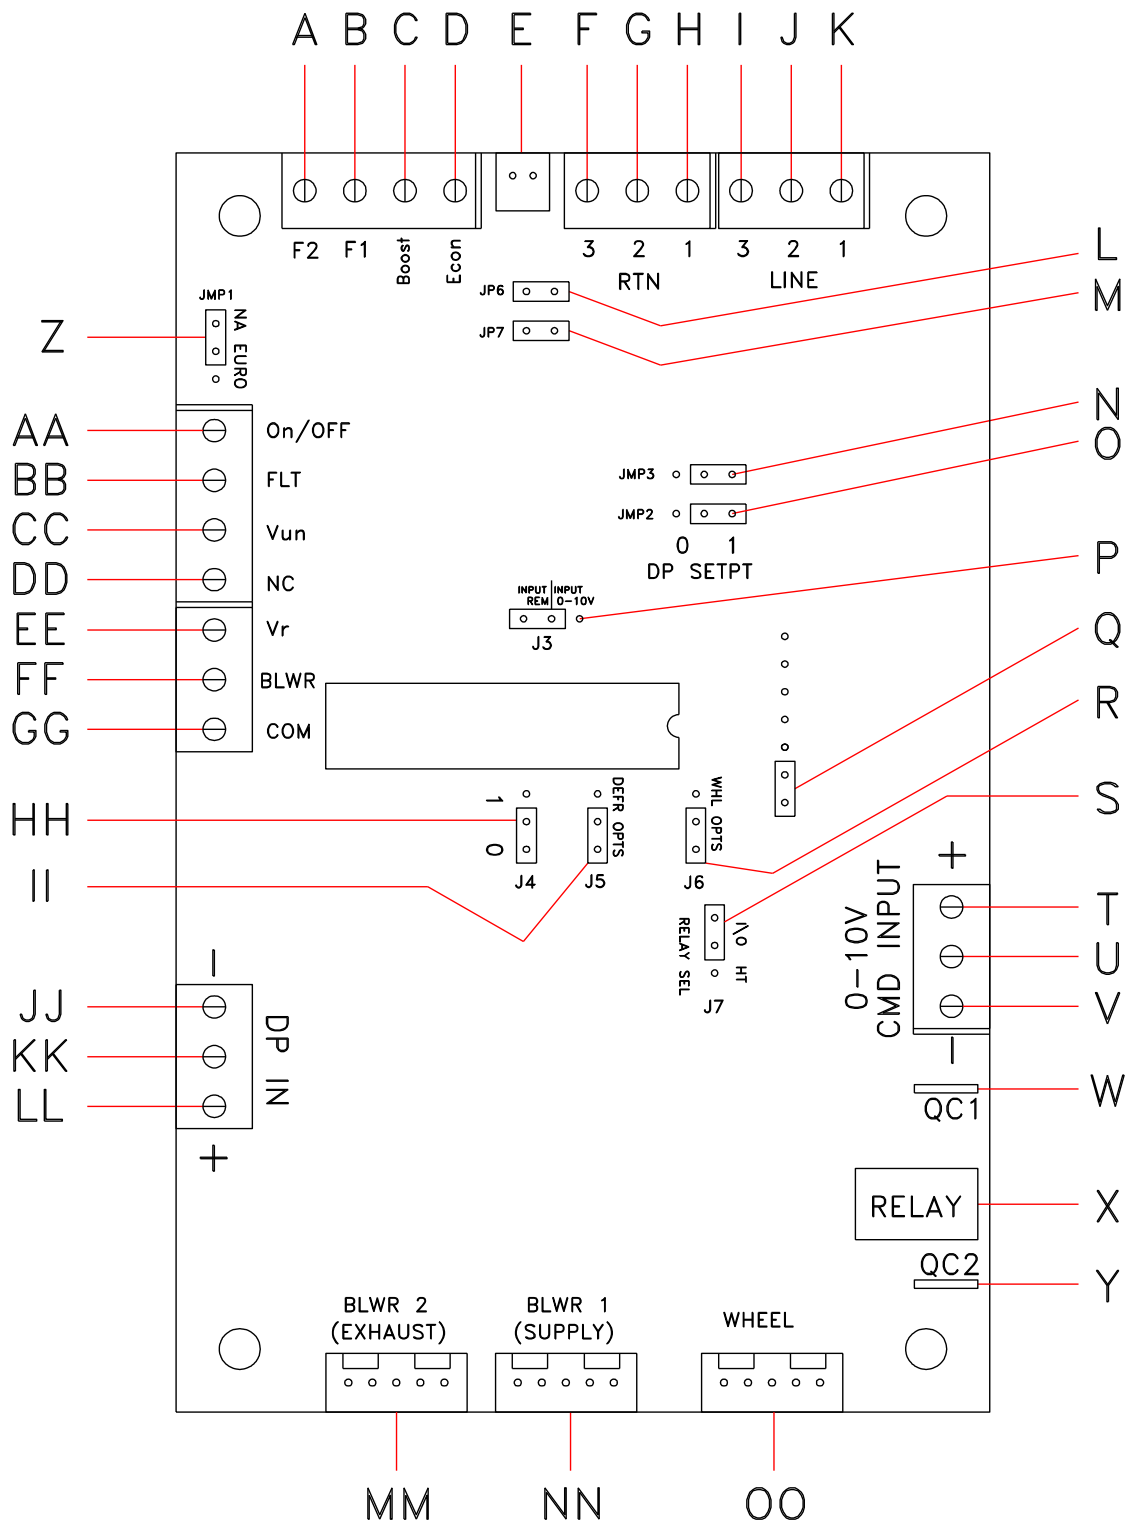 A B C D E F G H I J K
F2 F1 Boost Econ 3 2 1 3 2 1
RTN LINE
L
M
JP6
JP7
JMP1
NA EURO
Z
AA On/OFF
BB FLT
CC Vun
DD NC
EE Vr
FF BLWR
GG COM
N
O
JMP3
JMP2
0 1
DP SETPT
P
INPUT INPUT
REM 0-10V
J3
Q
R
S
HH
1 0
J4
DEFR OPTS
J5
WHL OPTS
J6
II
I\O HT
RELAY SEL
J7
+
0-10V
CMD INPUT
-
T
U
V
-
JJ
KK
LL
DP IN
+
W
QC1
RELAY
X
QC2
Y
BLWR 2
(EXHAUST)
BLWR 1
(SUPPLY)
WHEEL
MM NN OO